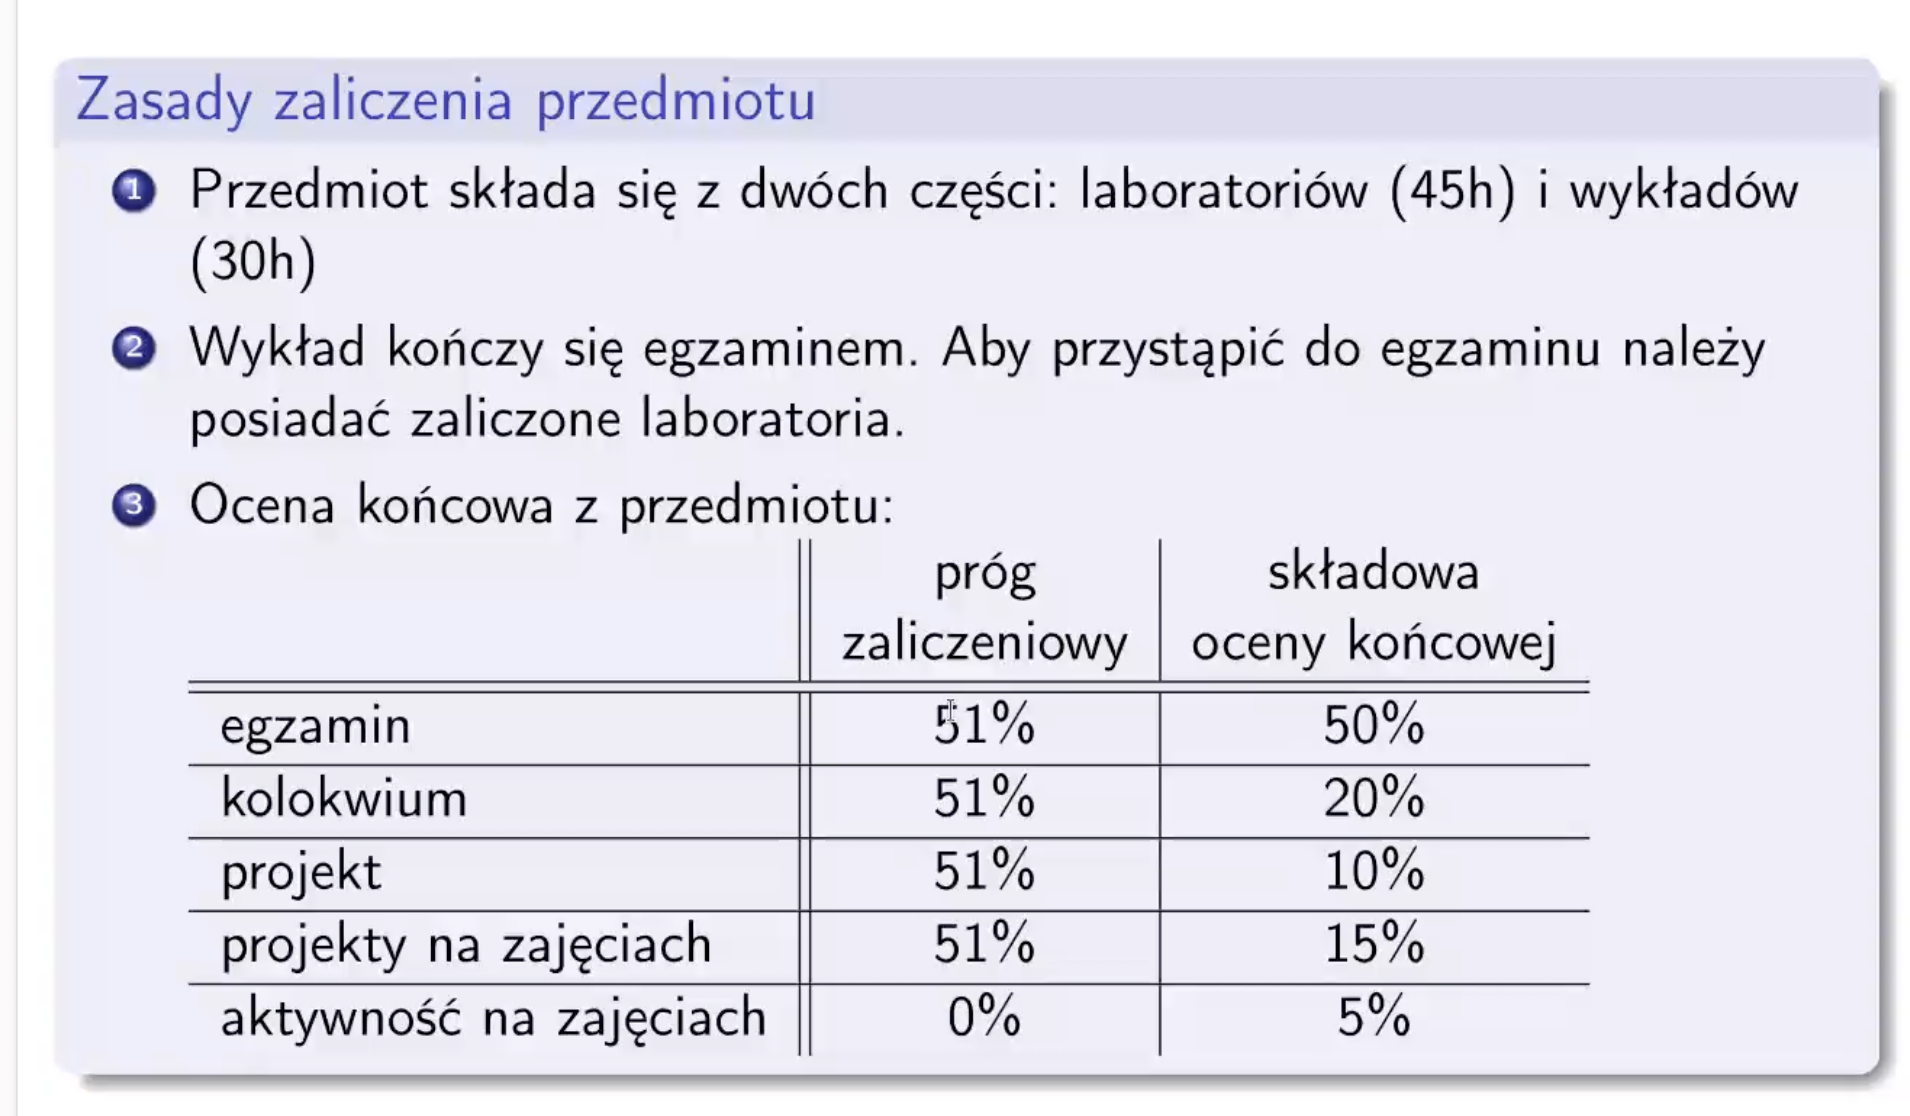 Zasady zaliczenia przedmiotu
1 Przedmiot składa się z dwóch części: laboratoriów (45h) i wykładów
(30h)
2 Wykład kończy się egzaminem. Aby przystąpić do egzaminu należy
posiadać zaliczone laboratoria.
3 Ocena końcowa z przedmiotu:
próg składowa
zaliczeniowy oceny końcowej
egzamin 51% 50%
kolokwium 51% 20%
projekt 51% 10%
projekty na zajęciach 51% 15%
aktywność na zajęciach 0% 5%